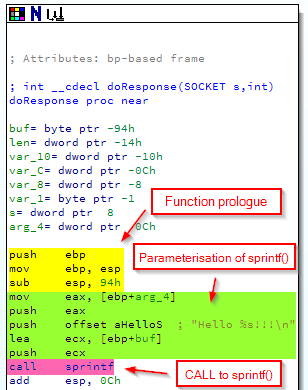 ; Attributes: bp-based frame
; int __cdecl doResponse(SOCKET s,int)
doResponse proc near
buf= byte ptr -94h
len= dword ptr -14h
var_10= dword ptr -10h
var_C= dword ptr -0Ch
var_8= dword ptr -8
var_1= byte ptr -1
s= dword ptr  8
arg_4= dword ptr  0Ch
Function prologue
push    ebp
mov     ebp, esp
sub     esp, 94h
Parameterisation of sprintf()
mov     eax, [ebp+arg_4]
push    eax
push    offset aHelloS  ; "Hello %s!!!\n"
lea     ecx, [ebp+buf]
push    ecx
call    sprintf
CALL to sprintf()
add     esp, 0Ch